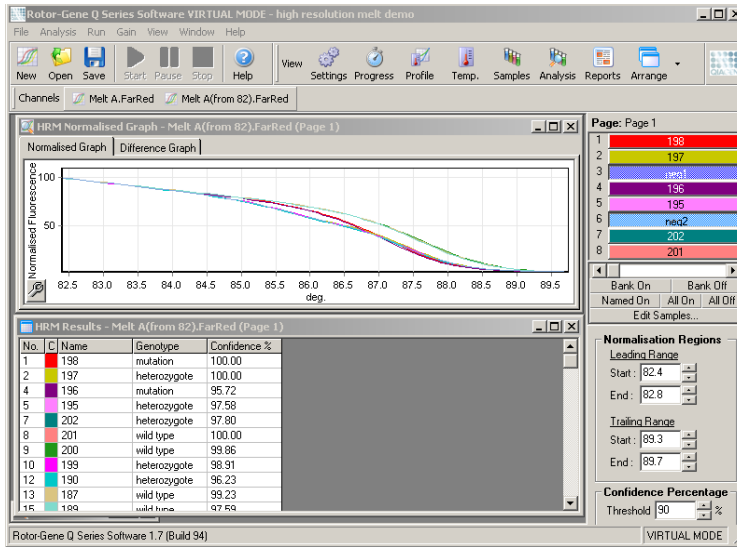 Rotor-Gene Q Series Software VIRTUAL MODE - high resolution melt demo
File Analysis Run Gain View Window Help
New Open Save Start Pause Stop Help View Settings Progress Profile Temp. Samples Analysis Reports Arrange
Channels Melt A.FarRed Melt A(from 82).FarRed
HRM Normalised Graph - Melt A(from 82).FarRed (Page 1)
Normalised Graph Difference Graph
Normalised Fluorescence
100
50
82.5 83.0 83.5 84.0 84.5 85.0 85.5 86.0 86.5 87.0 87.5 88.0 88.5 89.0 89.5
deg.
HRM Results - Melt A(from 82).FarRed (Page 1)
No. C Name Genotype Confidence %
1 198 mutation 100.00
2 197 heterozygote 100.00
4 196 mutation 95.72
5 195 heterozygote 97.58
7 202 heterozygote 97.80
8 201 wild type 100.00
9 200 wild type 99.86
10 199 heterozygote 98.91
12 190 heterozygote 96.23
13 187 wild type 99.23
15 189 wild type 97.59
Page: Page 1
1 198
2 197
3 neg1
4 196
5 195
6 neg2
7 202
8 201
Bank On Bank Off
Named On All On All Off
Edit Samples...
Normalisation Regions
Leading Range
Start : 82.4
End : 82.8
Trailing Range
Start : 89.3
End : 89.7
Confidence Percentage
Threshold 90 %
Rotor-Gene Q Series Software 1.7 (Build 94) VIRTUAL MODE